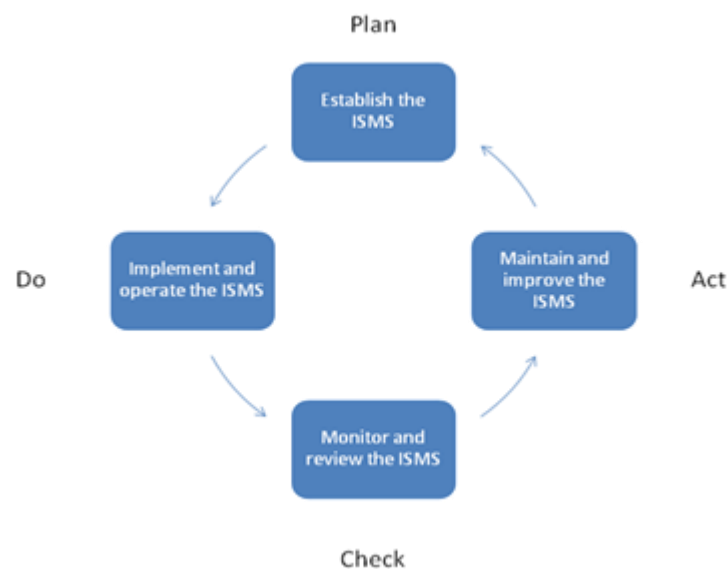 Plan
Establish the
ISMS
Do
Implement and
operate the ISMS
Maintain and
improve the
ISMS
Act
Monitor and
review the ISMS
Check